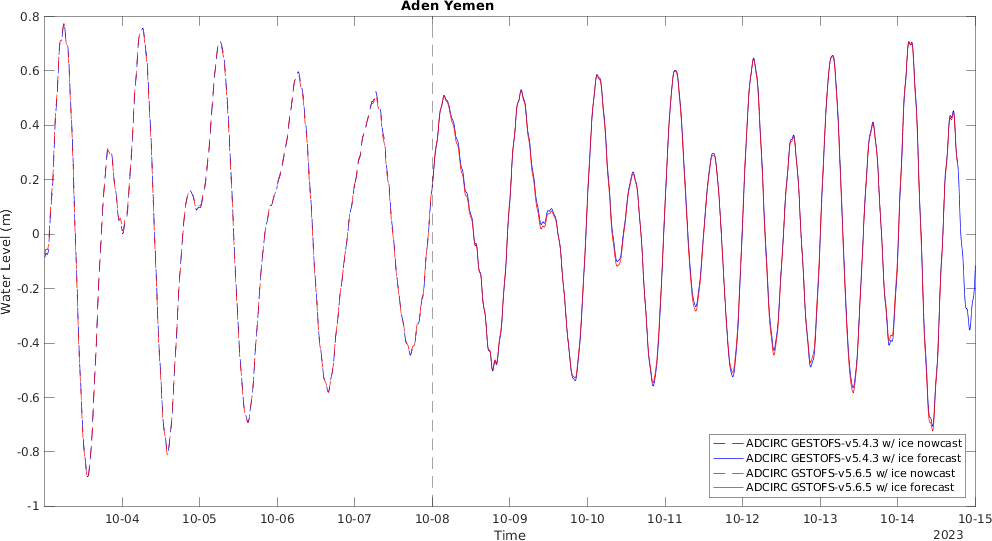 Aden Yemen
0.8
0.6
0.4
0.2
0
-0.2
-0.4
-0.6
-0.8
-1
Water Level (m)
10-04 10-05 10-06 10-07 10-08 10-09 10-10 10-11 10-12 10-13 10-14 10-15
Time
2023
ADCIRC GESTOFS-v5.4.3 w/ ice nowcast
ADCIRC GESTOFS-v5.4.3 w/ ice forecast
ADCIRC GSTOFS-v5.6.5 w/ ice nowcast
ADCIRC GSTOFS-v5.6.5 w/ ice forecast